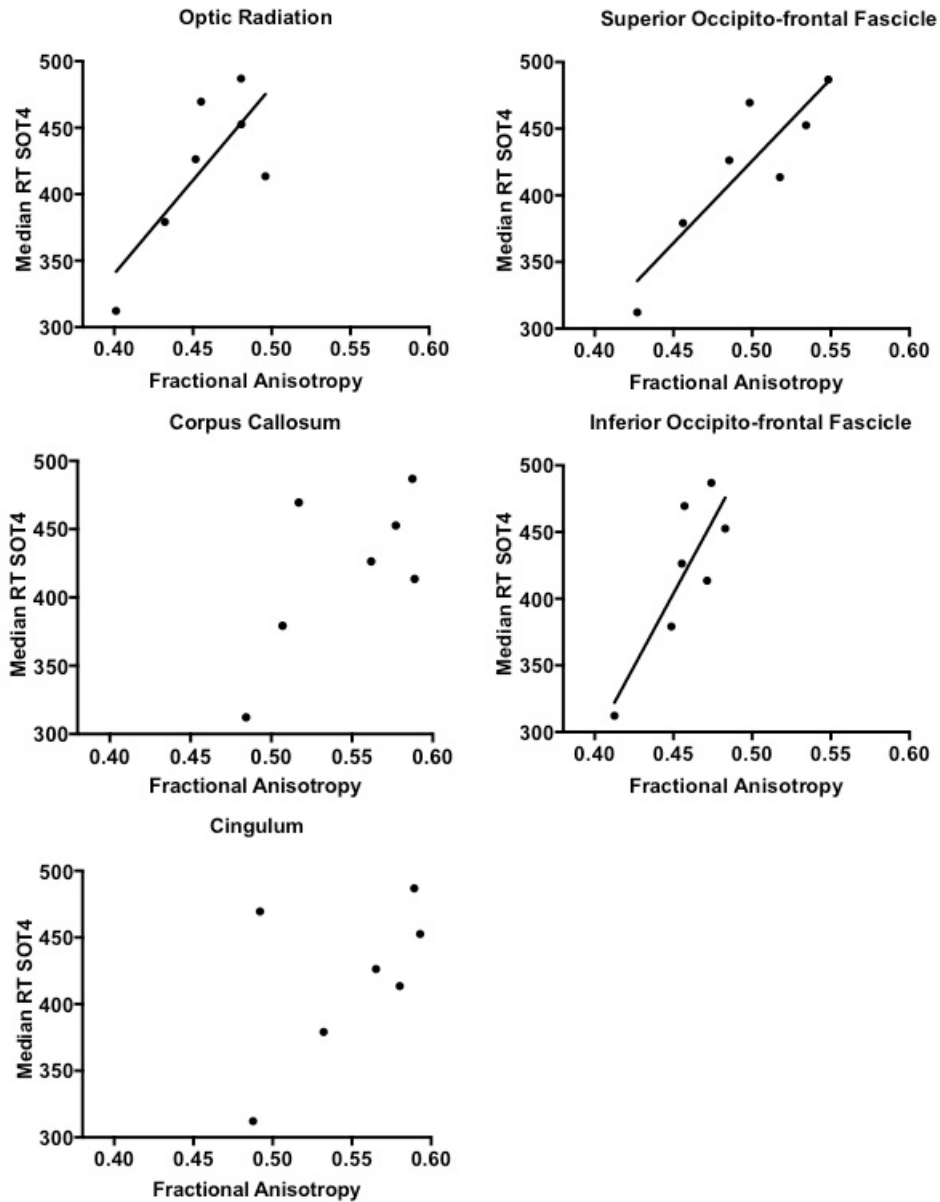 Optic Radiation
Median RT SOT4
500
450
400
350
300
0.40 0.45 0.50 0.55 0.60
Fractional Anisotropy
Superior Occipito-frontal Fascicle
Median RT SOT4
500
450
400
350
300
0.40 0.45 0.50 0.55 0.60
Fractional Anisotropy
Corpus Callosum
Median RT SOT4
500
450
400
350
300
0.40 0.45 0.50 0.55 0.60
Fractional Anisotropy
Inferior Occipito-frontal Fascicle
Median RT SOT4
500
450
400
350
300
0.40 0.45 0.50 0.55 0.60
Fractional Anisotropy
Cingulum
Median RT SOT4
500
450
400
350
300
0.40 0.45 0.50 0.55 0.60
Fractional Anisotropy